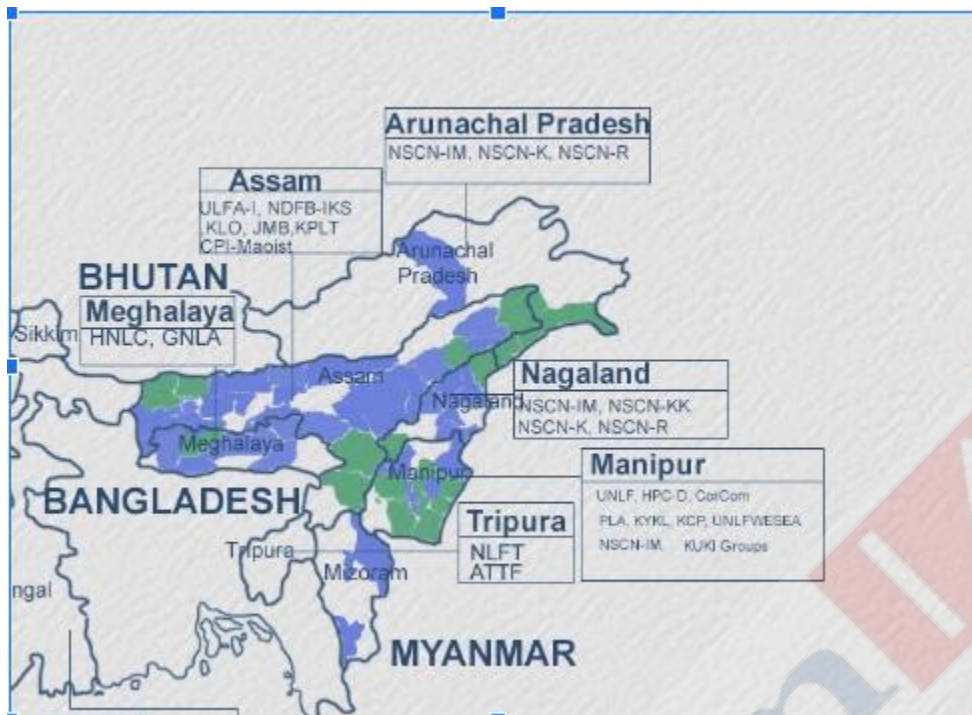 Arunachal Pradesh
NSCN-IM, NSCN-K, NSCN-R
Assam
ULFA-I, NDFB-IKS
,KLO, JMB,KPLT
CPI-Maoist
Arunachal
Pradesh
BHUTAN
Meghalaya
HNLC, GNLA
Sikkim
Assam
Nagaland
NSCN-IM, NSCN-KK
NSCN-K, NSCN-R
Nagaland
Meghalaya
Manipur
Manipur
UNLF, HPC-D, CorCom
PLA, KYKL, KCP, UNLFWESEA
NSCN-IM, KUKI Groups
BANGLADESH
Tripura
NLFT
ATTF
Tripura
Mizoram
ngal
MYANMAR